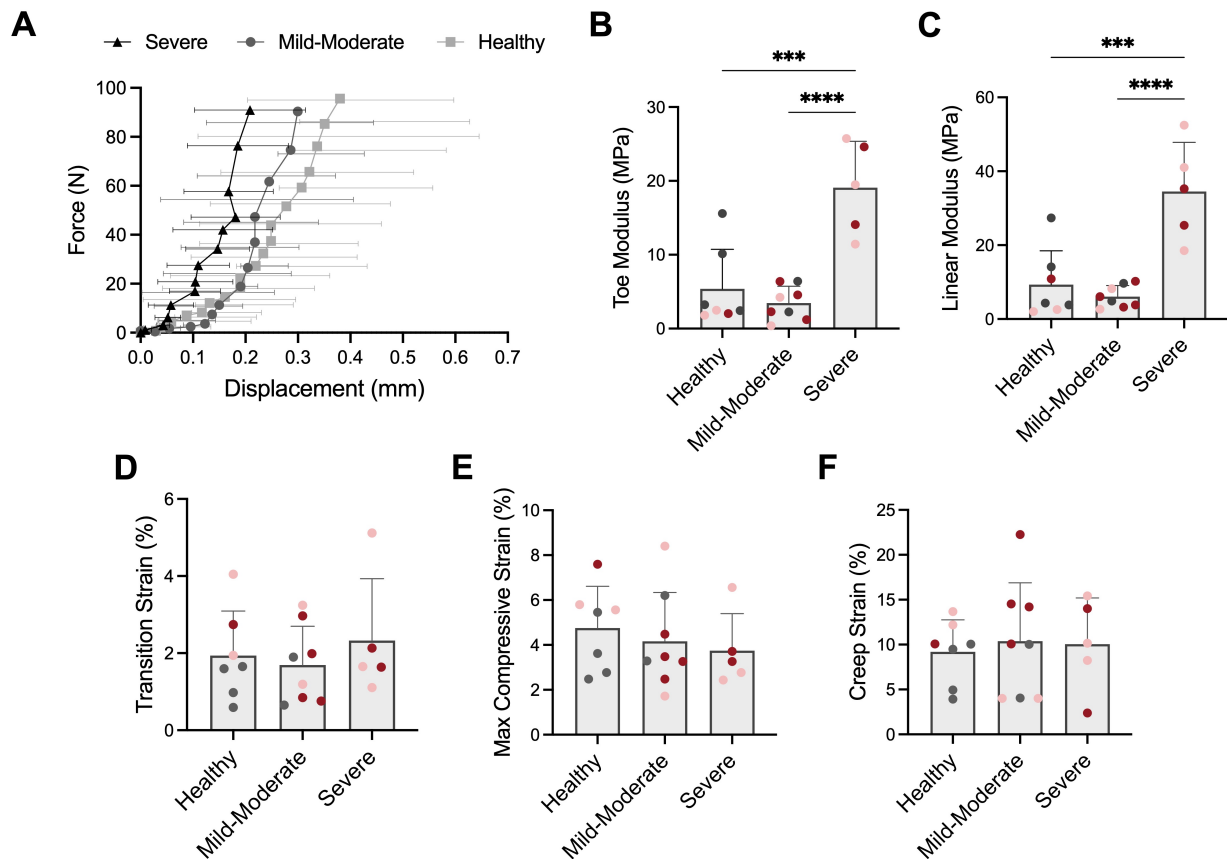 A
Severe
Mild-Moderate
Healthy
Force (N)
100
80
60
40
20
0
0.0 0.1 0.2 0.3 0.4 0.5 0.6 0.7
Displacement (mm)
B
***
****
Toe Modulus (MPa)
30
20
10
0
Healthy
Mild-Moderate
Severe
C
***
****
Linear Modulus (MPa)
60
40
20
0
Healthy
Mild-Moderate
Severe
D
Transition Strain (%)
6
4
2
0
Healthy
Mild-Moderate
Severe
E
Max Compressive Strain (%)
10
8
6
4
2
0
Healthy
Mild-Moderate
Severe
F
Creep Strain (%)
25
20
15
10
5
0
Healthy
Mild-Moderate
Severe